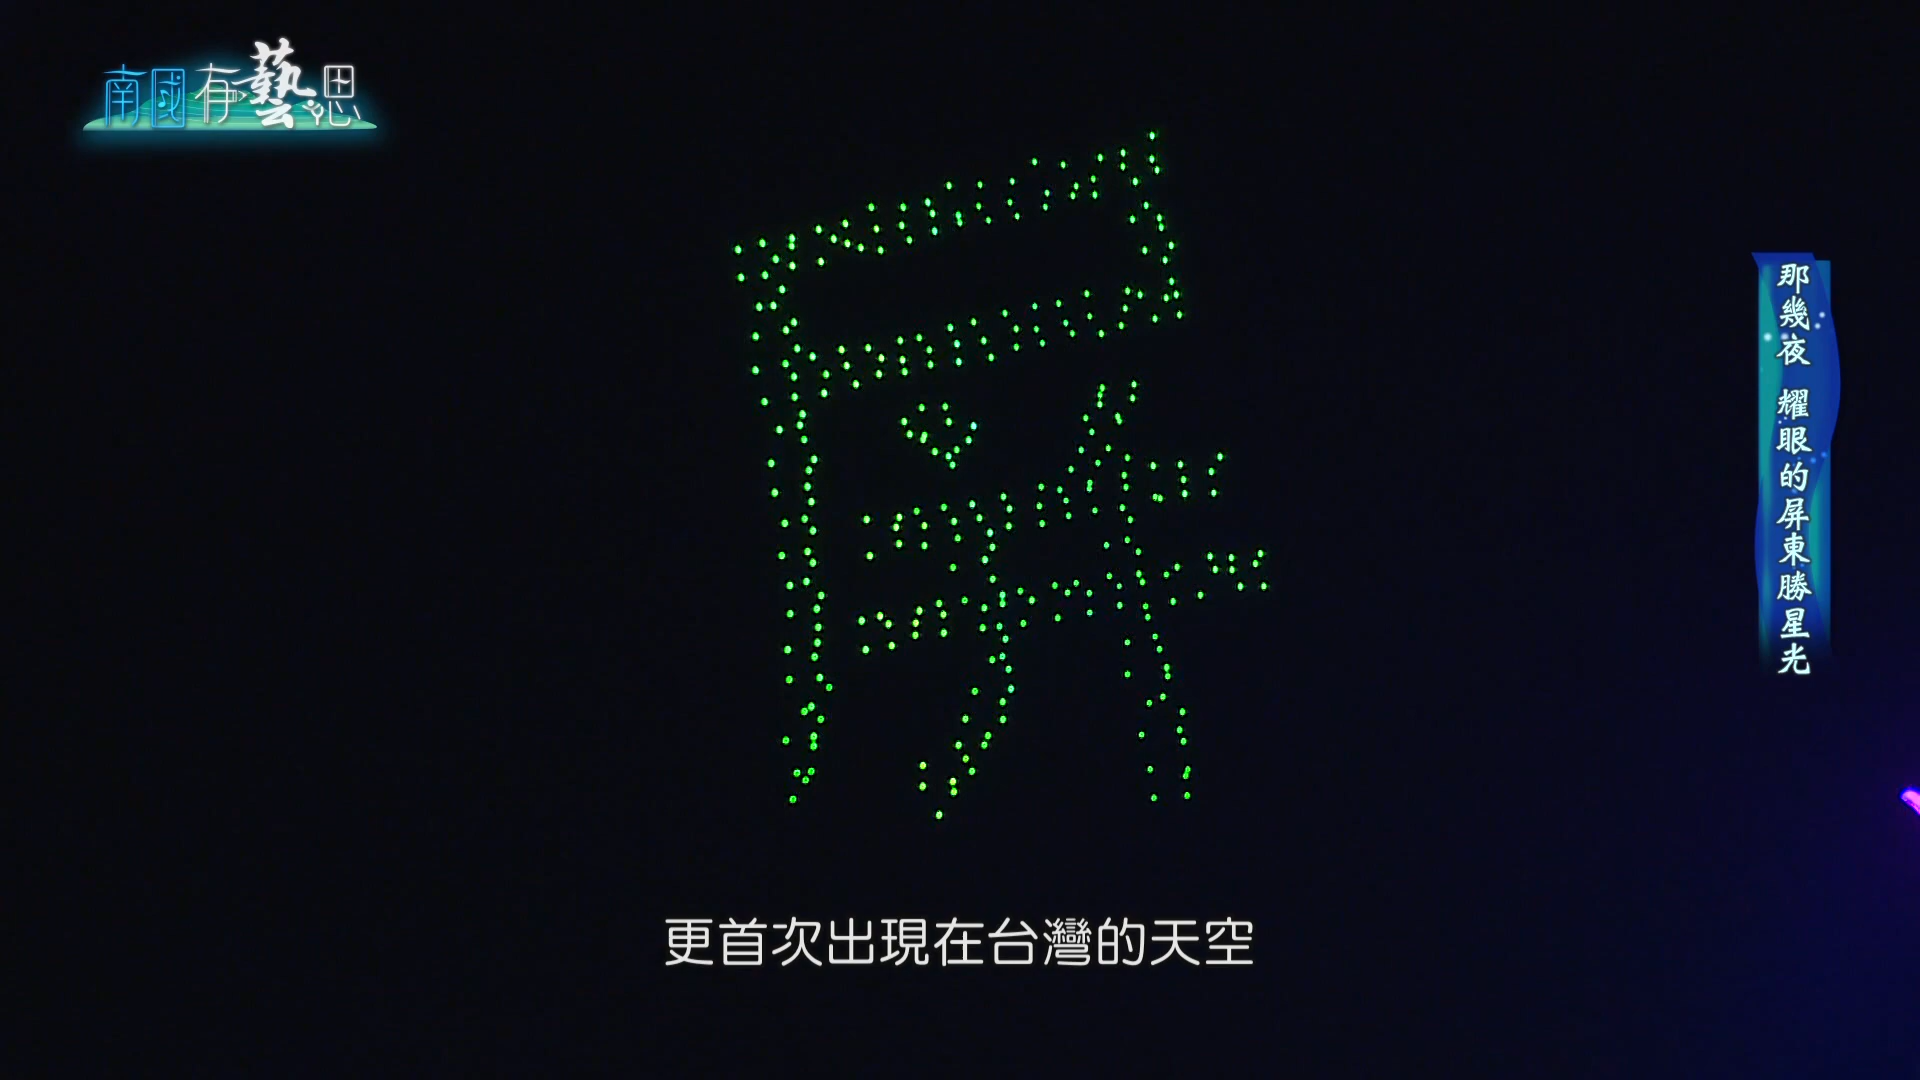 南國有藝思
屏
那幾夜 耀眼的屏東勝星光
更首次出現在台灣的天空